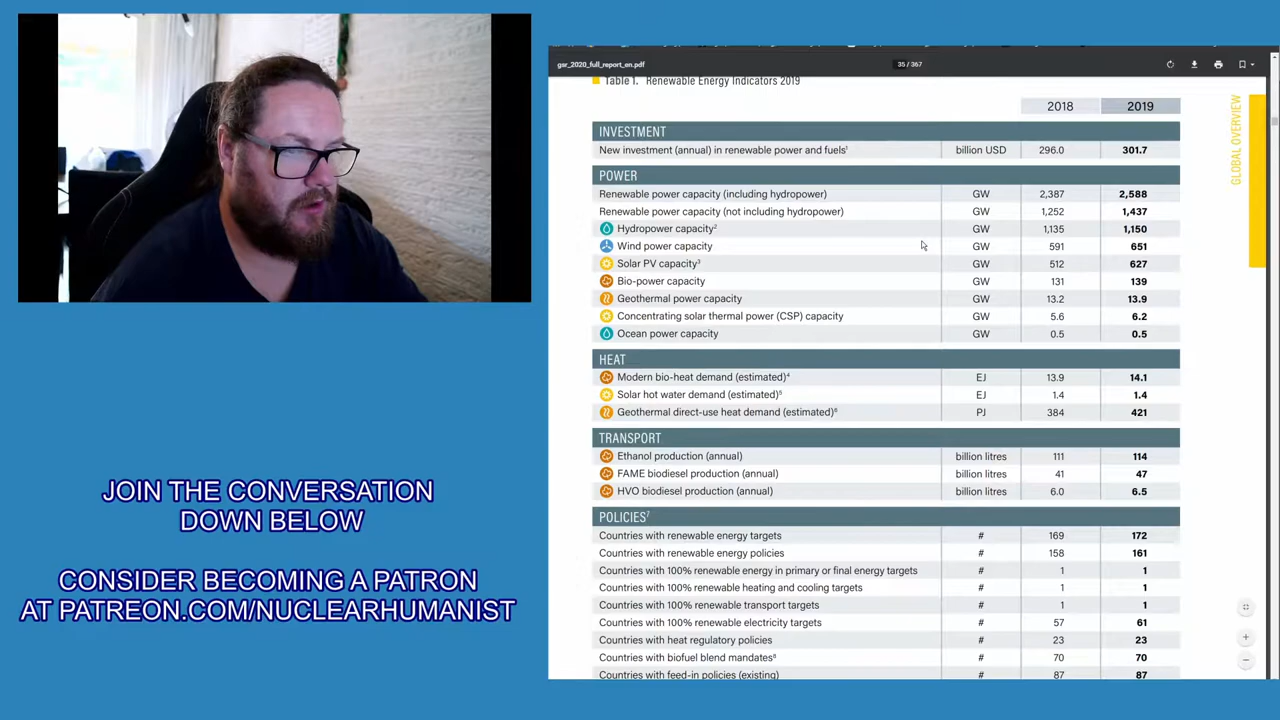 gsr_2020_full_report_en.pdf 35 / 367
Table 1. Renewable Energy Indicators 2019
2018 2019
INVESTMENT
New investment (annual) in renewable power and fuels¹ billion USD 296.0 301.7
POWER
Renewable power capacity (including hydropower) GW 2,387 2,588
Renewable power capacity (not including hydropower) GW 1,252 1,437
Hydropower capacity² GW 1,135 1,150
Wind power capacity GW 591 651
Solar PV capacity³ GW 512 627
Bio-power capacity GW 131 139
Geothermal power capacity GW 13.2 13.9
Concentrating solar thermal power (CSP) capacity GW 5.6 6.2
Ocean power capacity GW 0.5 0.5
HEAT
Modern bio-heat demand (estimated)⁴ EJ 13.9 14.1
Solar hot water demand (estimated)⁵ EJ 1.4 1.4
Geothermal direct-use heat demand (estimated)⁶ PJ 384 421
TRANSPORT
Ethanol production (annual) billion litres 111 114
FAME biodiesel production (annual) billion litres 41 47
HVO biodiesel production (annual) billion litres 6.0 6.5
POLICIES⁷
Countries with renewable energy targets # 169 172
Countries with renewable energy policies # 158 161
Countries with 100% renewable energy in primary or final energy targets # 1 1
Countries with 100% renewable heating and cooling targets # 1 1
Countries with 100% renewable transport targets # 1 1
Countries with 100% renewable electricity targets # 57 61
Countries with heat regulatory policies # 23 23
Countries with biofuel blend mandates⁸ # 70 70
Countries with feed-in policies (existing) # 87 87
GLOBAL OVERVIEW
JOIN THE CONVERSATION
DOWN BELOW
CONSIDER BECOMING A PATRON
AT PATREON.COM/NUCLEARHUMANIST